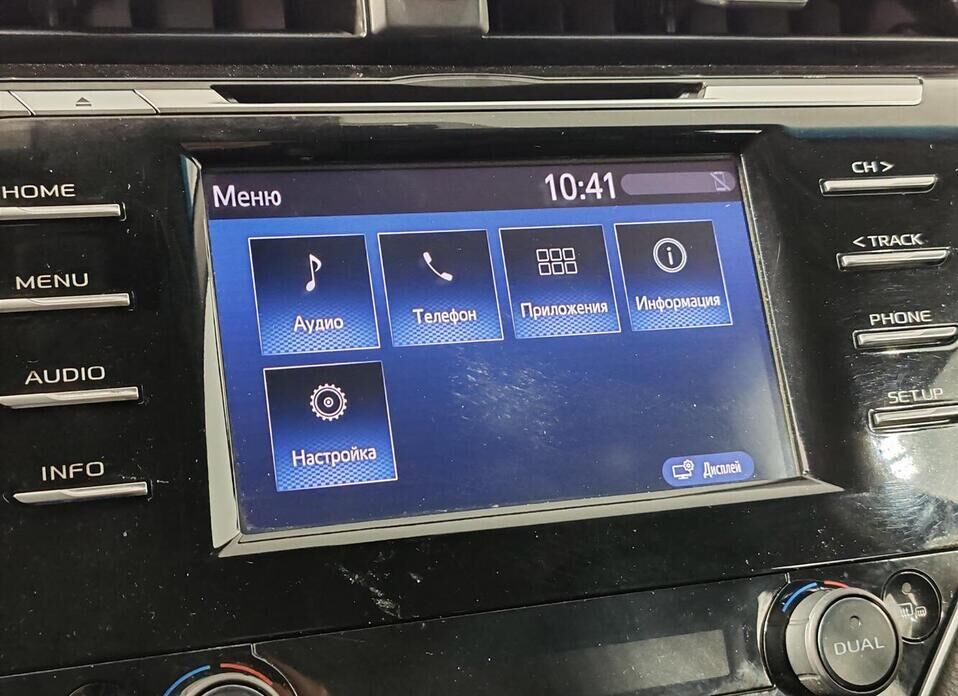 HOME
MENU
AUDIO
INFO
Меню
10:41
Аудио
Телефон
Приложения
Информация
Настройка
Дисплей
CH >
< TRACK
PHONE
SETUP
DUAL